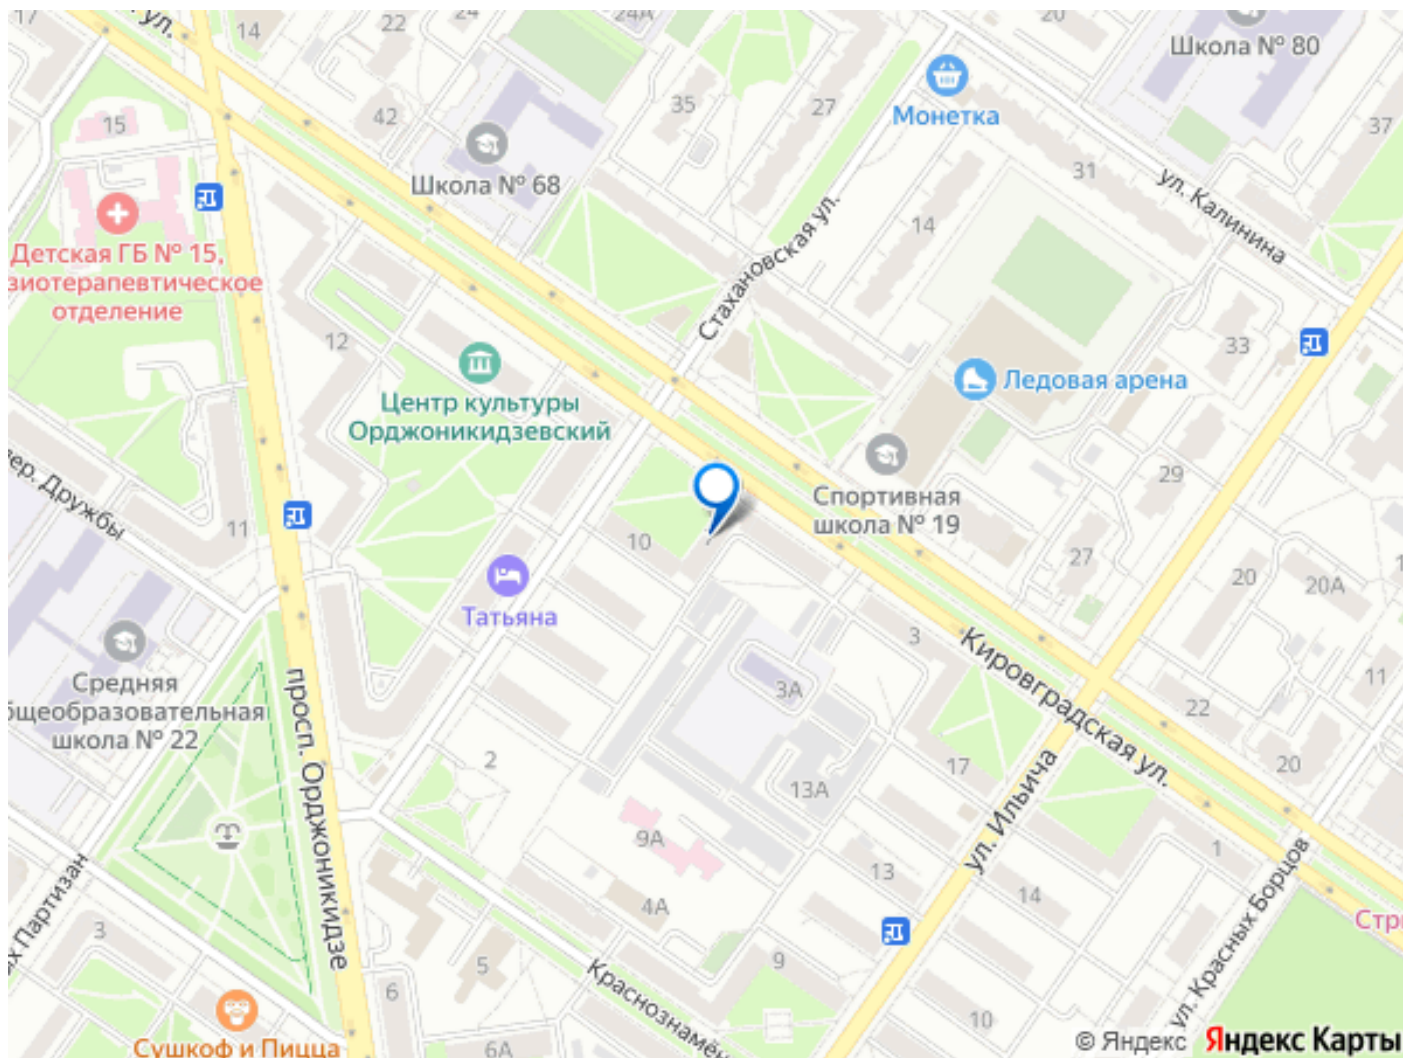 17
ул.
14
22
24
24А
20
Школа № 80
Монетка
35
27
37
15
42
Школа № 68
31
ул. Калинина
14
Стахановская ул.
Детская ГБ № 15,
зиотерапевтическое
отделение
12
33
Центр культуры
Орджоникидзевский
Ледовая арена
пер. Дружбы
11
10
Спортивная
школа № 19
29
27
20
20А
Татьяна
3
Кировградская ул.
11
Средняя
бщеобразовательная
школа № 22
просп. Орджоникидзе
3А
22
2
17
20
13А
ул. Ильича
9А
1
13
14
4А
ул. Красных Борцов
х Партизан
3
Стри
5
9
Краснознамён
6
10
6А
Сушкоф и Пицца
© Яндекс Яндекс Карты